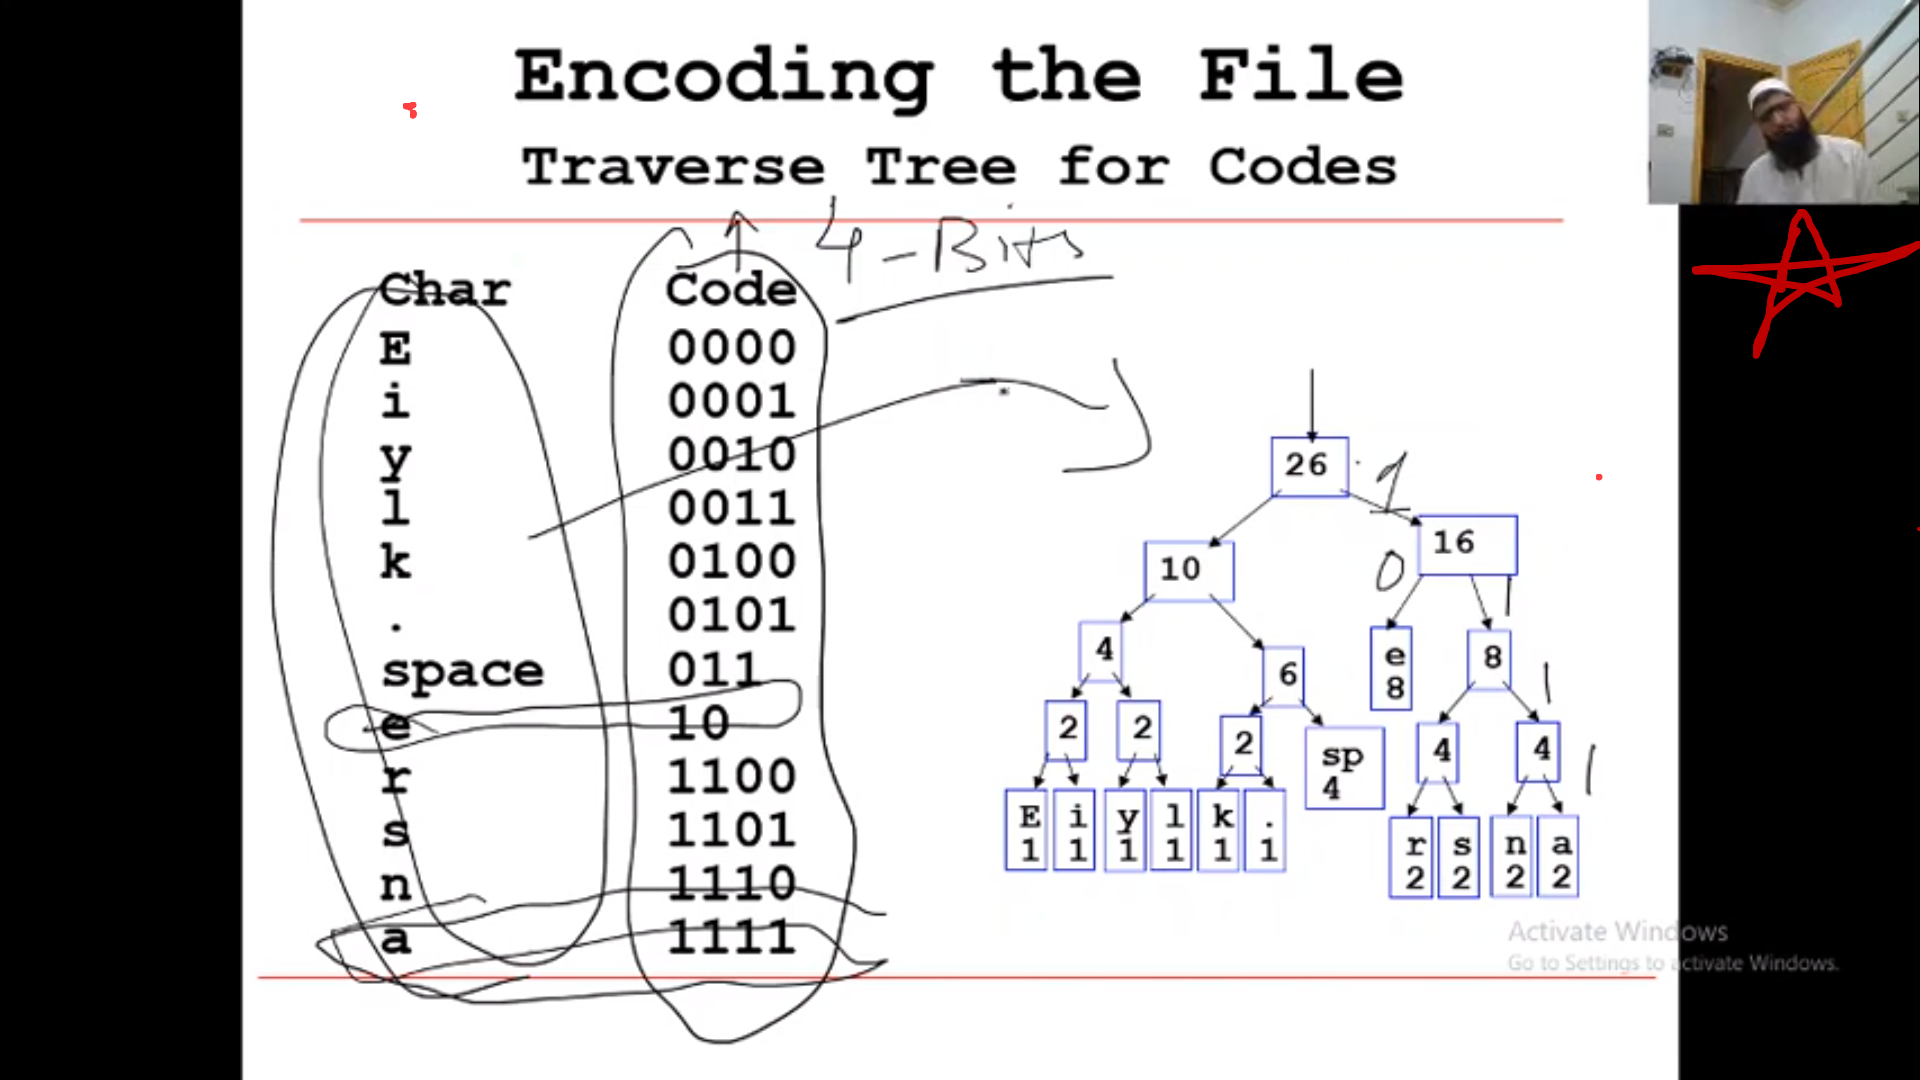 Encoding the File
Traverse Tree for Codes
4-Bits
Char Code
E 0000
i 0001
y 0010
l 0011
k 0100
. 0101
space 011
e 10
r 1100
s 1101
n 1110
a 1111
26
1
10
16
0
1
4
6
e
8
8
1
2
2
2
sp
4
4
4
1
E
1
i
1
y
1
l
1
k
1
.
1
r
2
s
2
n
2
a
2
Activate Windows
Go to Settings to activate Windows.